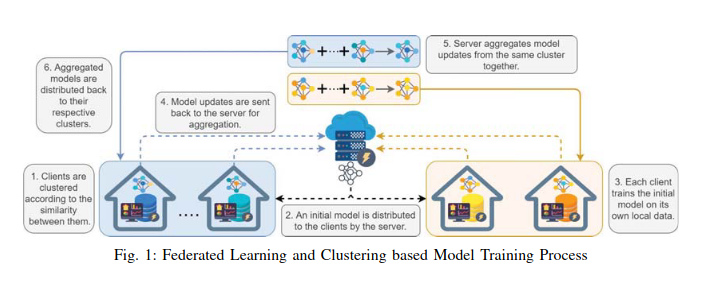 6. Aggregated
models are
distributed back
to their
respective
clusters.
+...+
+...+
5. Server aggregates model
updates from the same cluster
together.
4. Model updates are sent
back to the server for
aggregation.
1. Clients are
clustered
according to the
similarity
between them.
....
2. An initial model is distributed
to the clients by the server.
3. Each client
trains the initial
model on its
own local data.
Fig. 1: Federated Learning and Clustering based Model Training Process